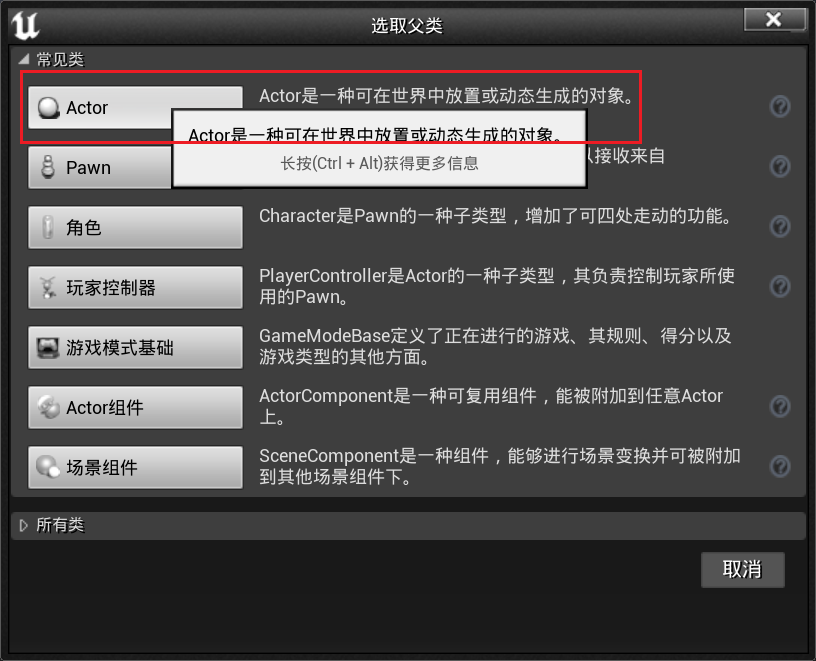 选取父类
常见类
Actor
Actor是一种可在世界中放置或动态生成的对象。
Actor是一种可在世界中放置或动态生成的对象。
长按(Ctrl + Alt)获得更多信息
Pawn
接收来自
角色
Character是Pawn的一种子类型，增加了可四处走动的功能。
玩家控制器
PlayerController是Actor的一种子类型，其负责控制玩家所使
用的Pawn。
游戏模式基础
GameModeBase定义了正在进行的游戏、其规则、得分以及
游戏类型的其他方面。
Actor组件
ActorComponent是一种可复用组件，能被附加到任意Actor
上。
场景组件
SceneComponent是一种组件，能够进行场景变换并可被附加
到其他场景组件下。
所有类
取消